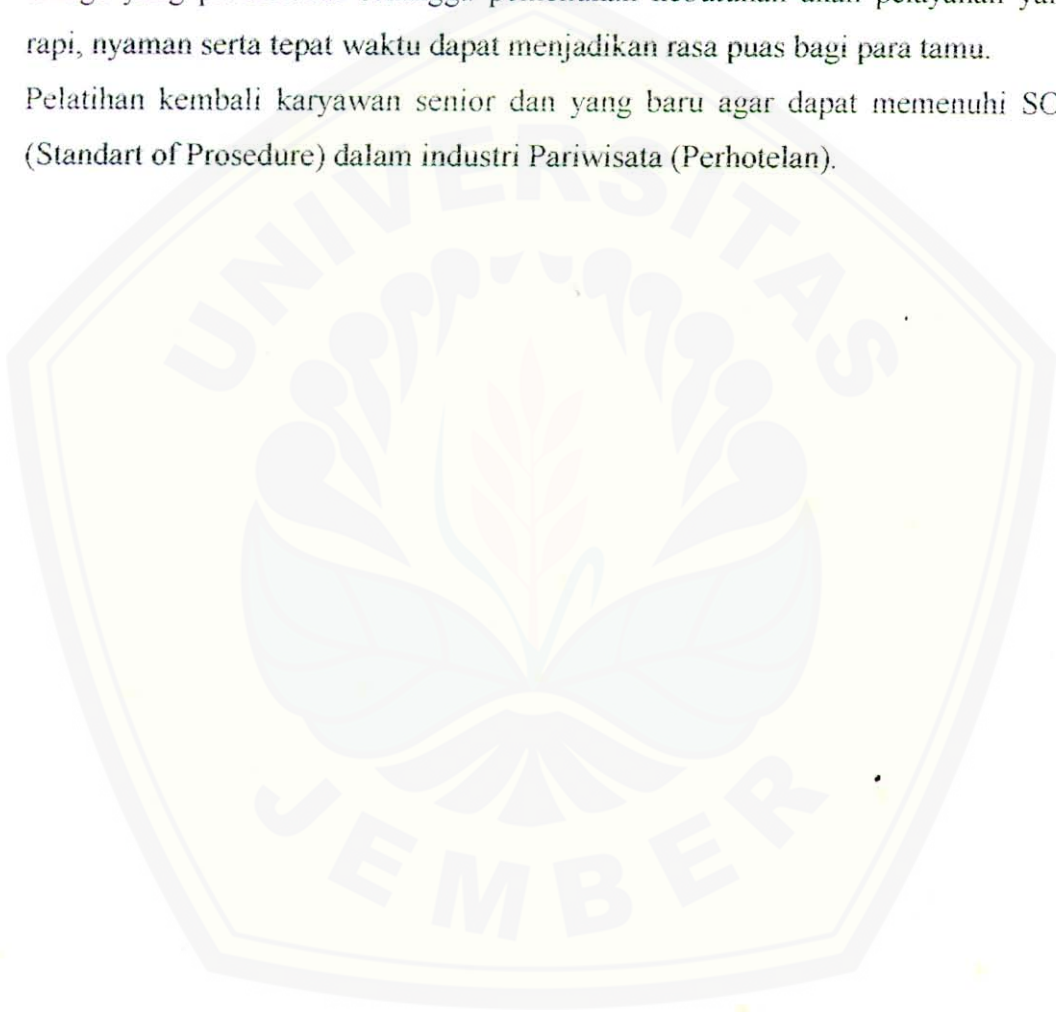 rapi, nyaman serta tepat waktu dapat menjadikan rasa puas bagi para tamu.
Pelatihan kembali karyawan senior dan yang baru agar dapat memenuhi
(Standart of Prosedure) dalam industri Pariwisata (Perhotelan).
UNIVERSITAS
JEMBER